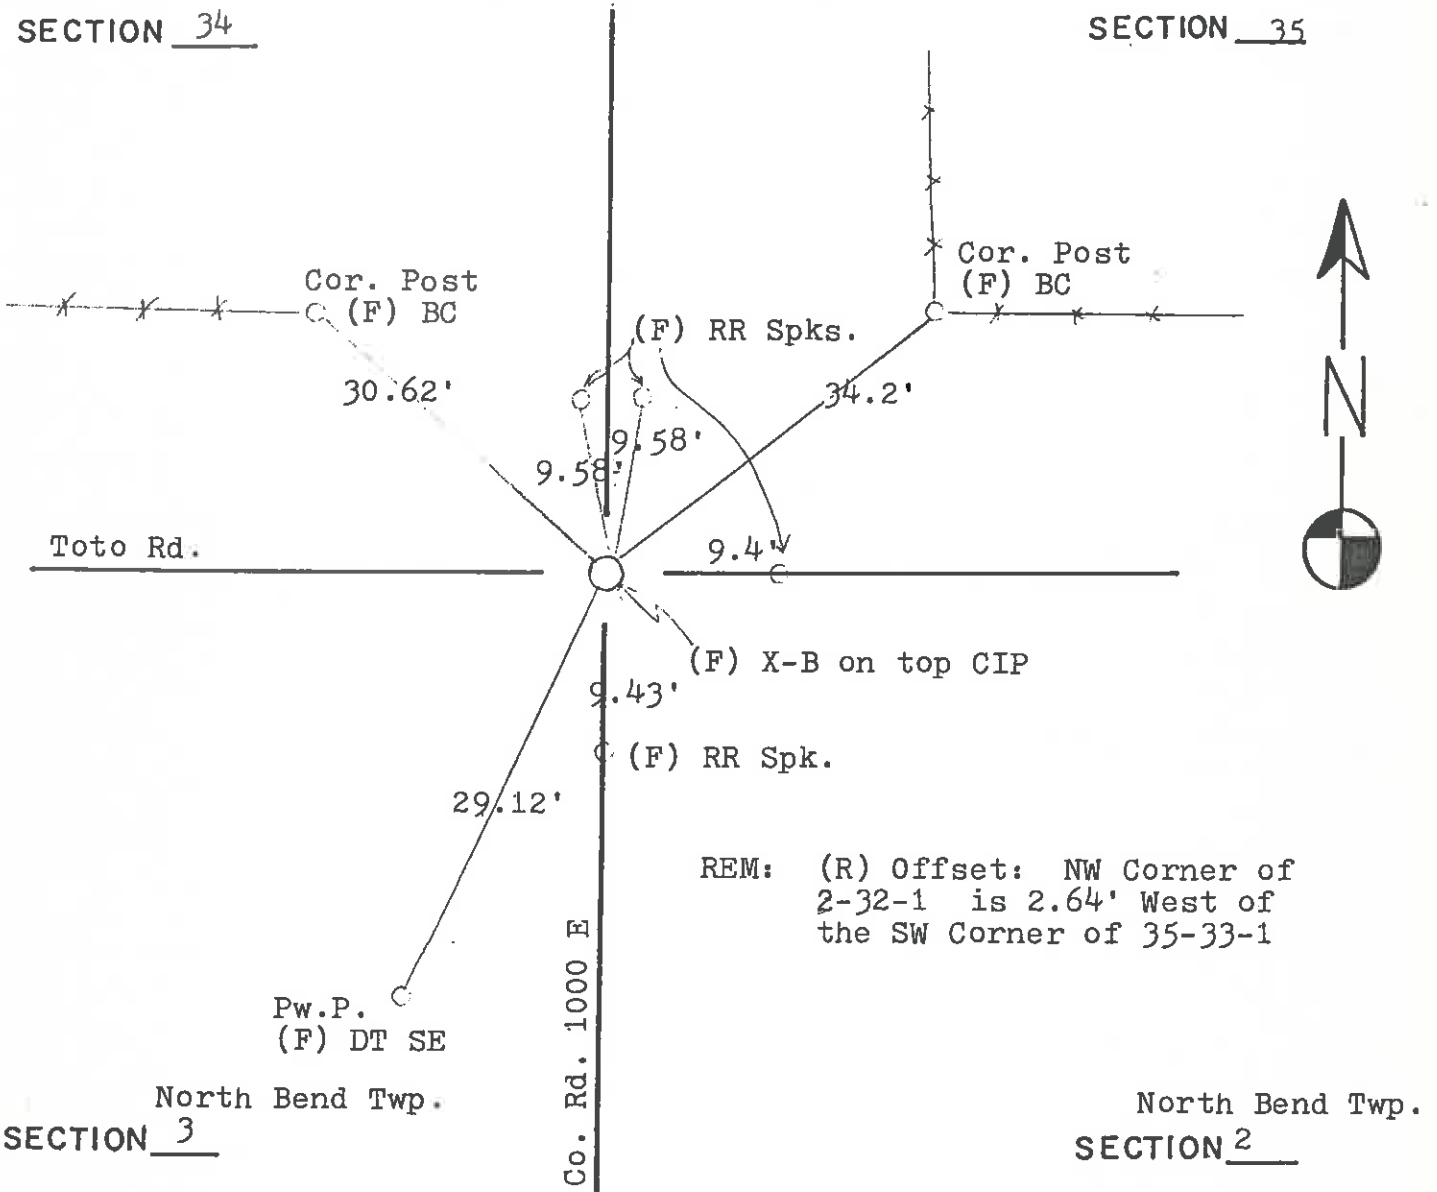 SECTION 34
SECTION 35
Cor. Post
(F) BC
Cor. Post
(F) BC
(F) RR Spks.
30.62'
34.2'
9.58'
9.58'
N
Toto Rd.
9.4'
(F) X-B on top CIP
9.43'
(F) RR Spk.
29.12'
REM: (R) Offset: NW Corner of
2-32-1 is 2.64' West of
the SW Corner of 35-33-1
Co. Rd. 1000 E
Pw.P.
(F) DT SE
North Bend Twp.
SECTION 3
North Bend Twp.
SECTION 2